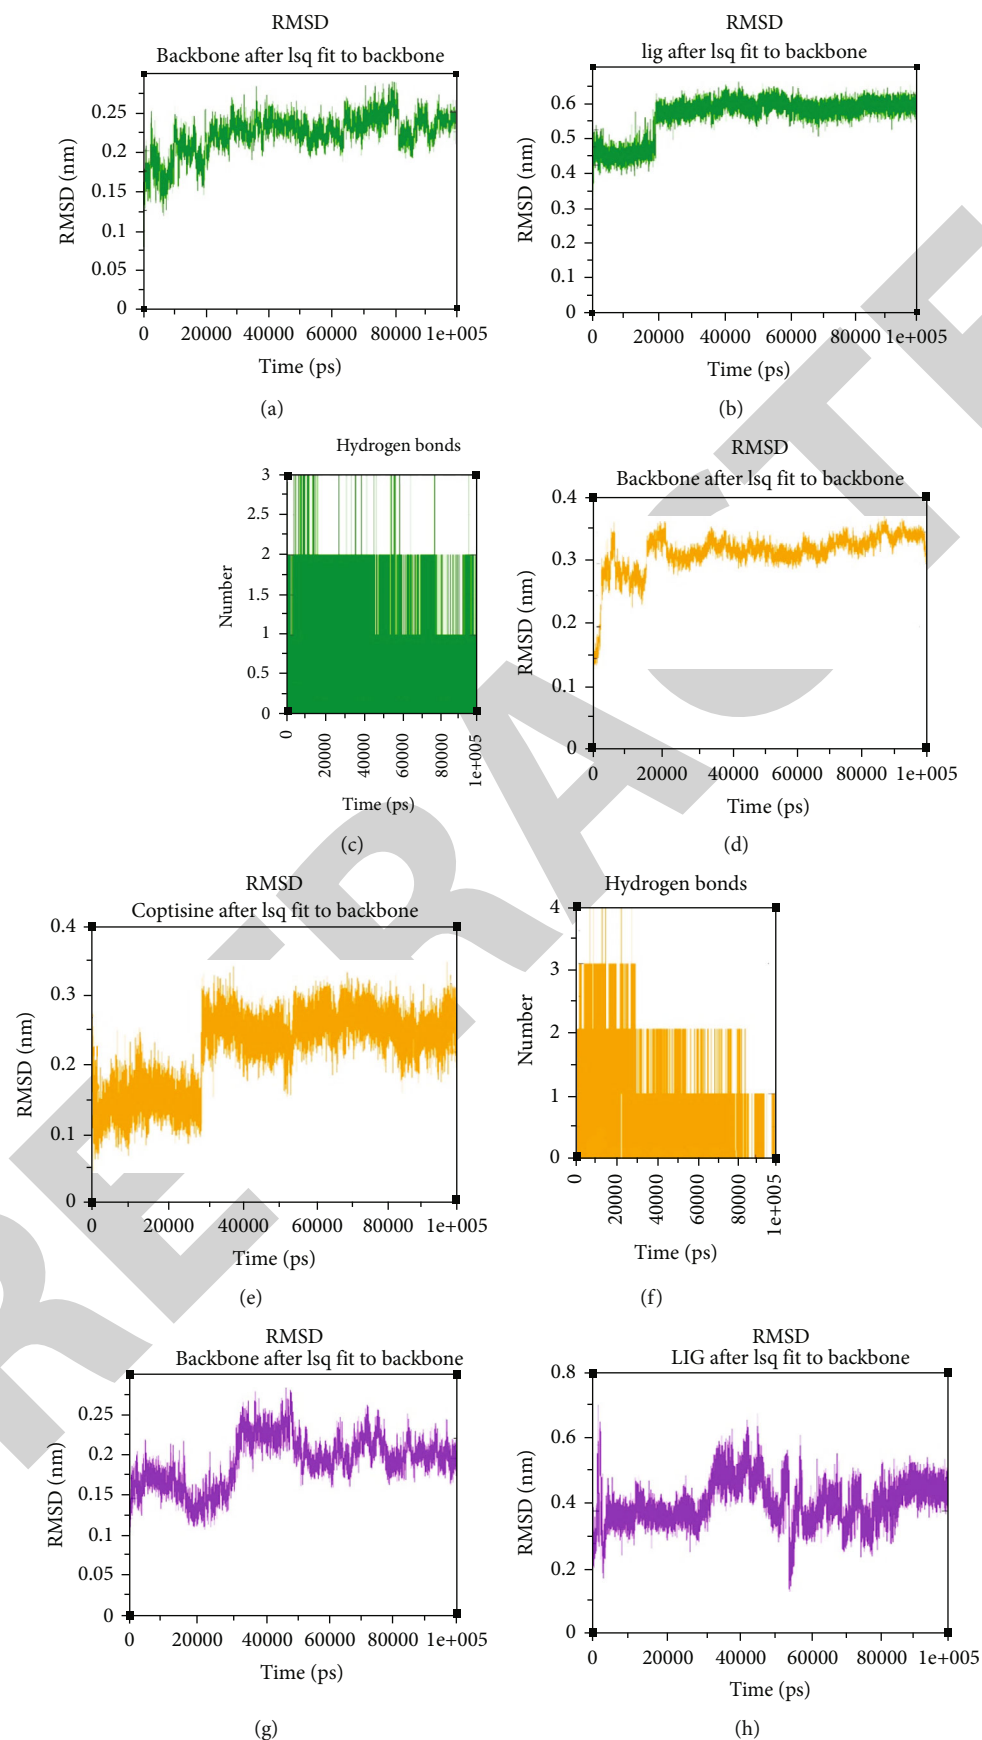 RMSD
Backbone after lsq fit to backbone
RMSD (nm)
0.25
0.2
0.15
0.1
0.05
0
0 20000 40000 60000 80000 1e+005
Time (ps)
(a)
RMSD
lig after lsq fit to backbone
RMSD (nm)
0.6
0.5
0.4
0.3
0.2
0.1
0
0 20000 40000 60000 80000 1e+005
Time (ps)
(b)
Hydrogen bonds
Number
3
2.5
2
1.5
1
0.5
0
0 20000 40000 60000 80000 1e+005
Time (ps)
(c)
RMSD
Backbone after lsq fit to backbone
RMSD (nm)
0.4
0.3
0.2
0.1
0
0 20000 40000 60000 80000 1e+005
Time (ps)
(d)
RMSD
Coptisine after lsq fit to backbone
RMSD (nm)
0.4
0.3
0.2
0.1
0
0 20000 40000 60000 80000 1e+005
Time (ps)
(e)
Hydrogen bonds
Number
4
3
2
1
0
0 20000 40000 60000 80000 1e+005
Time (ps)
(f)
RMSD
Backbone after lsq fit to backbone
RMSD (nm)
0.25
0.2
0.15
0.1
0.05
0
0 20000 40000 60000 80000 1e+005
Time (ps)
(g)
RMSD
LIG after lsq fit to backbone
RMSD (nm)
0.8
0.6
0.4
0.2
0
0 20000 40000 60000 80000 1e+005
Time (ps)
(h)
RETRACTE